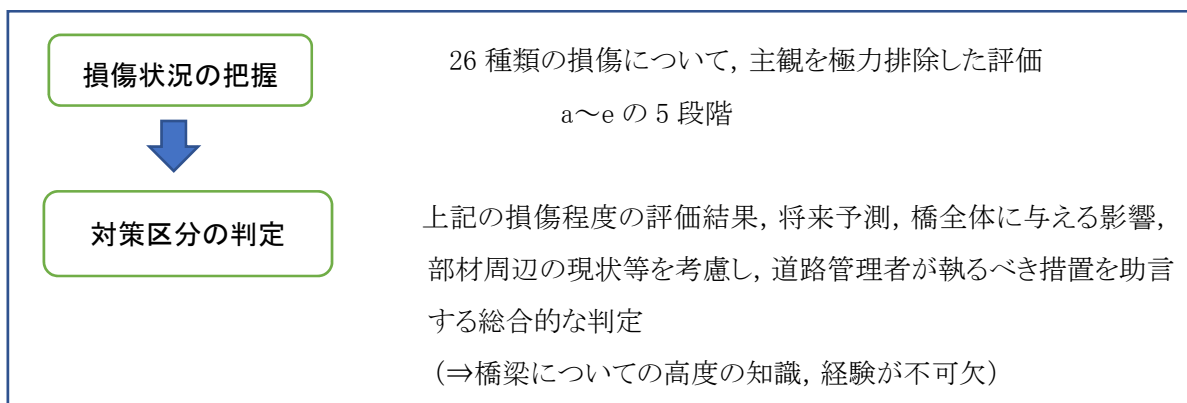 損傷状況の把握
26 種類の損傷について, 主観を極力排除した評価
a～e の 5 段階
対策区分の判定
上記の損傷程度の評価結果, 将来予測, 橋全体に与える影響,
部材周辺の現状等を考慮し, 道路管理者が執るべき措置を助言
する総合的な判定
(⇒橋梁についての高度の知識, 経験が不可欠)